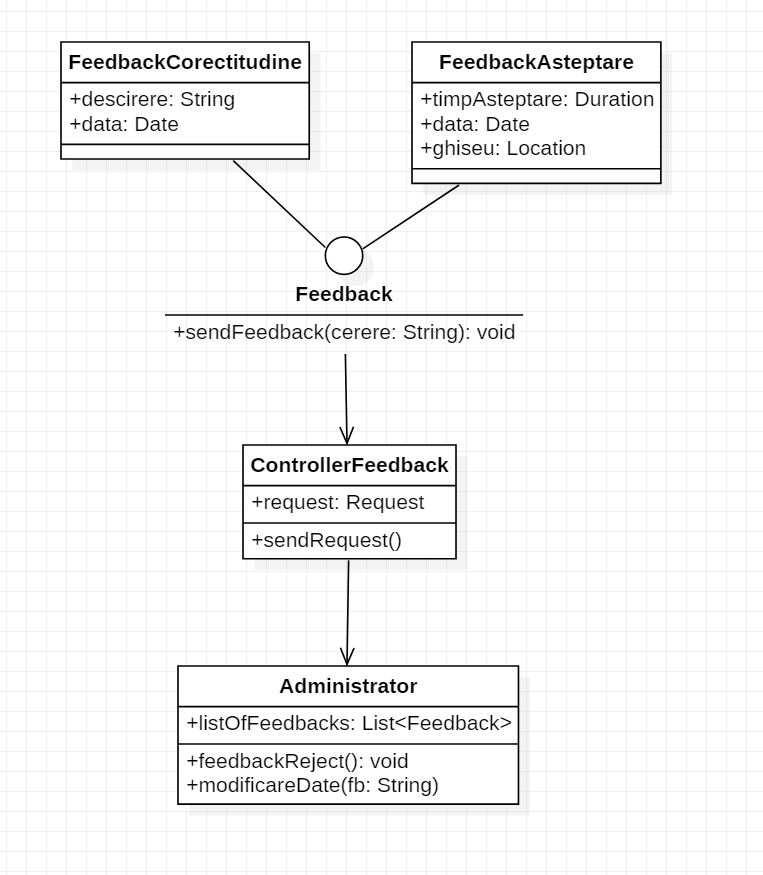 FeedbackCorectitudine
+descirere: String
+data: Date
FeedbackAsteptare
+timpAsteptare: Duration
+data: Date
+ghiseu: Location
Feedback
+sendFeedback(cerere: String): void
ControllerFeedback
+request: Request
+sendRequest()
Administrator
+listOfFeedbacks: List<Feedback>
+feedbackReject(): void
+modificareDate(fb: String)